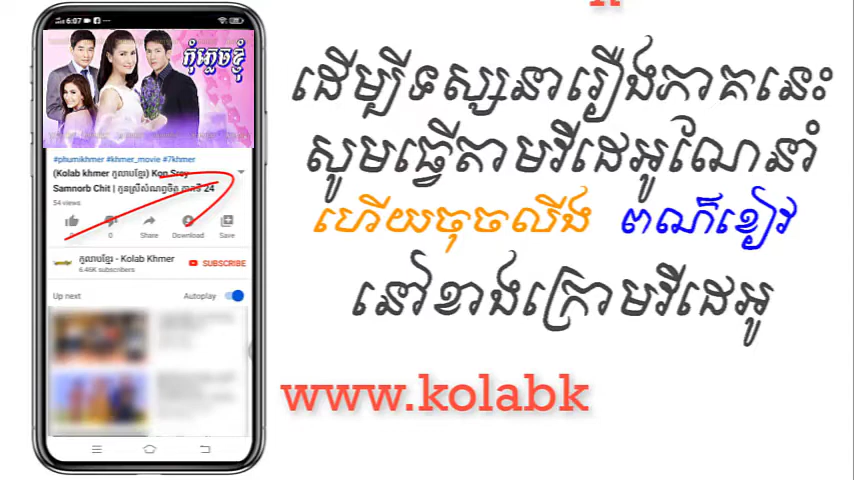 6:07
កុំភ្លេចខ្ញុំ
#phumikhmer #khmer_movie #7khmer
(Kolab khmer កូលាបខ្មែរ) Kon Srey
Samnorb Chit | កូនស្រីសំណព្វចិត្ត ភាគទី 24
54 views
0 Share Download Save
កូលាបខ្មែរ - Kolab Khmer
6.46K subscribers
SUBSCRIBE
Up next Autoplay
ដើម្បីទស្សនារឿងភាគនេះ
សូមធ្វើតាមវីដេអូណែនាំ
ហើយចុចលីង ពណ៌ខៀវ
នៅខាងក្រោមវីដេអូ
www.kolabk